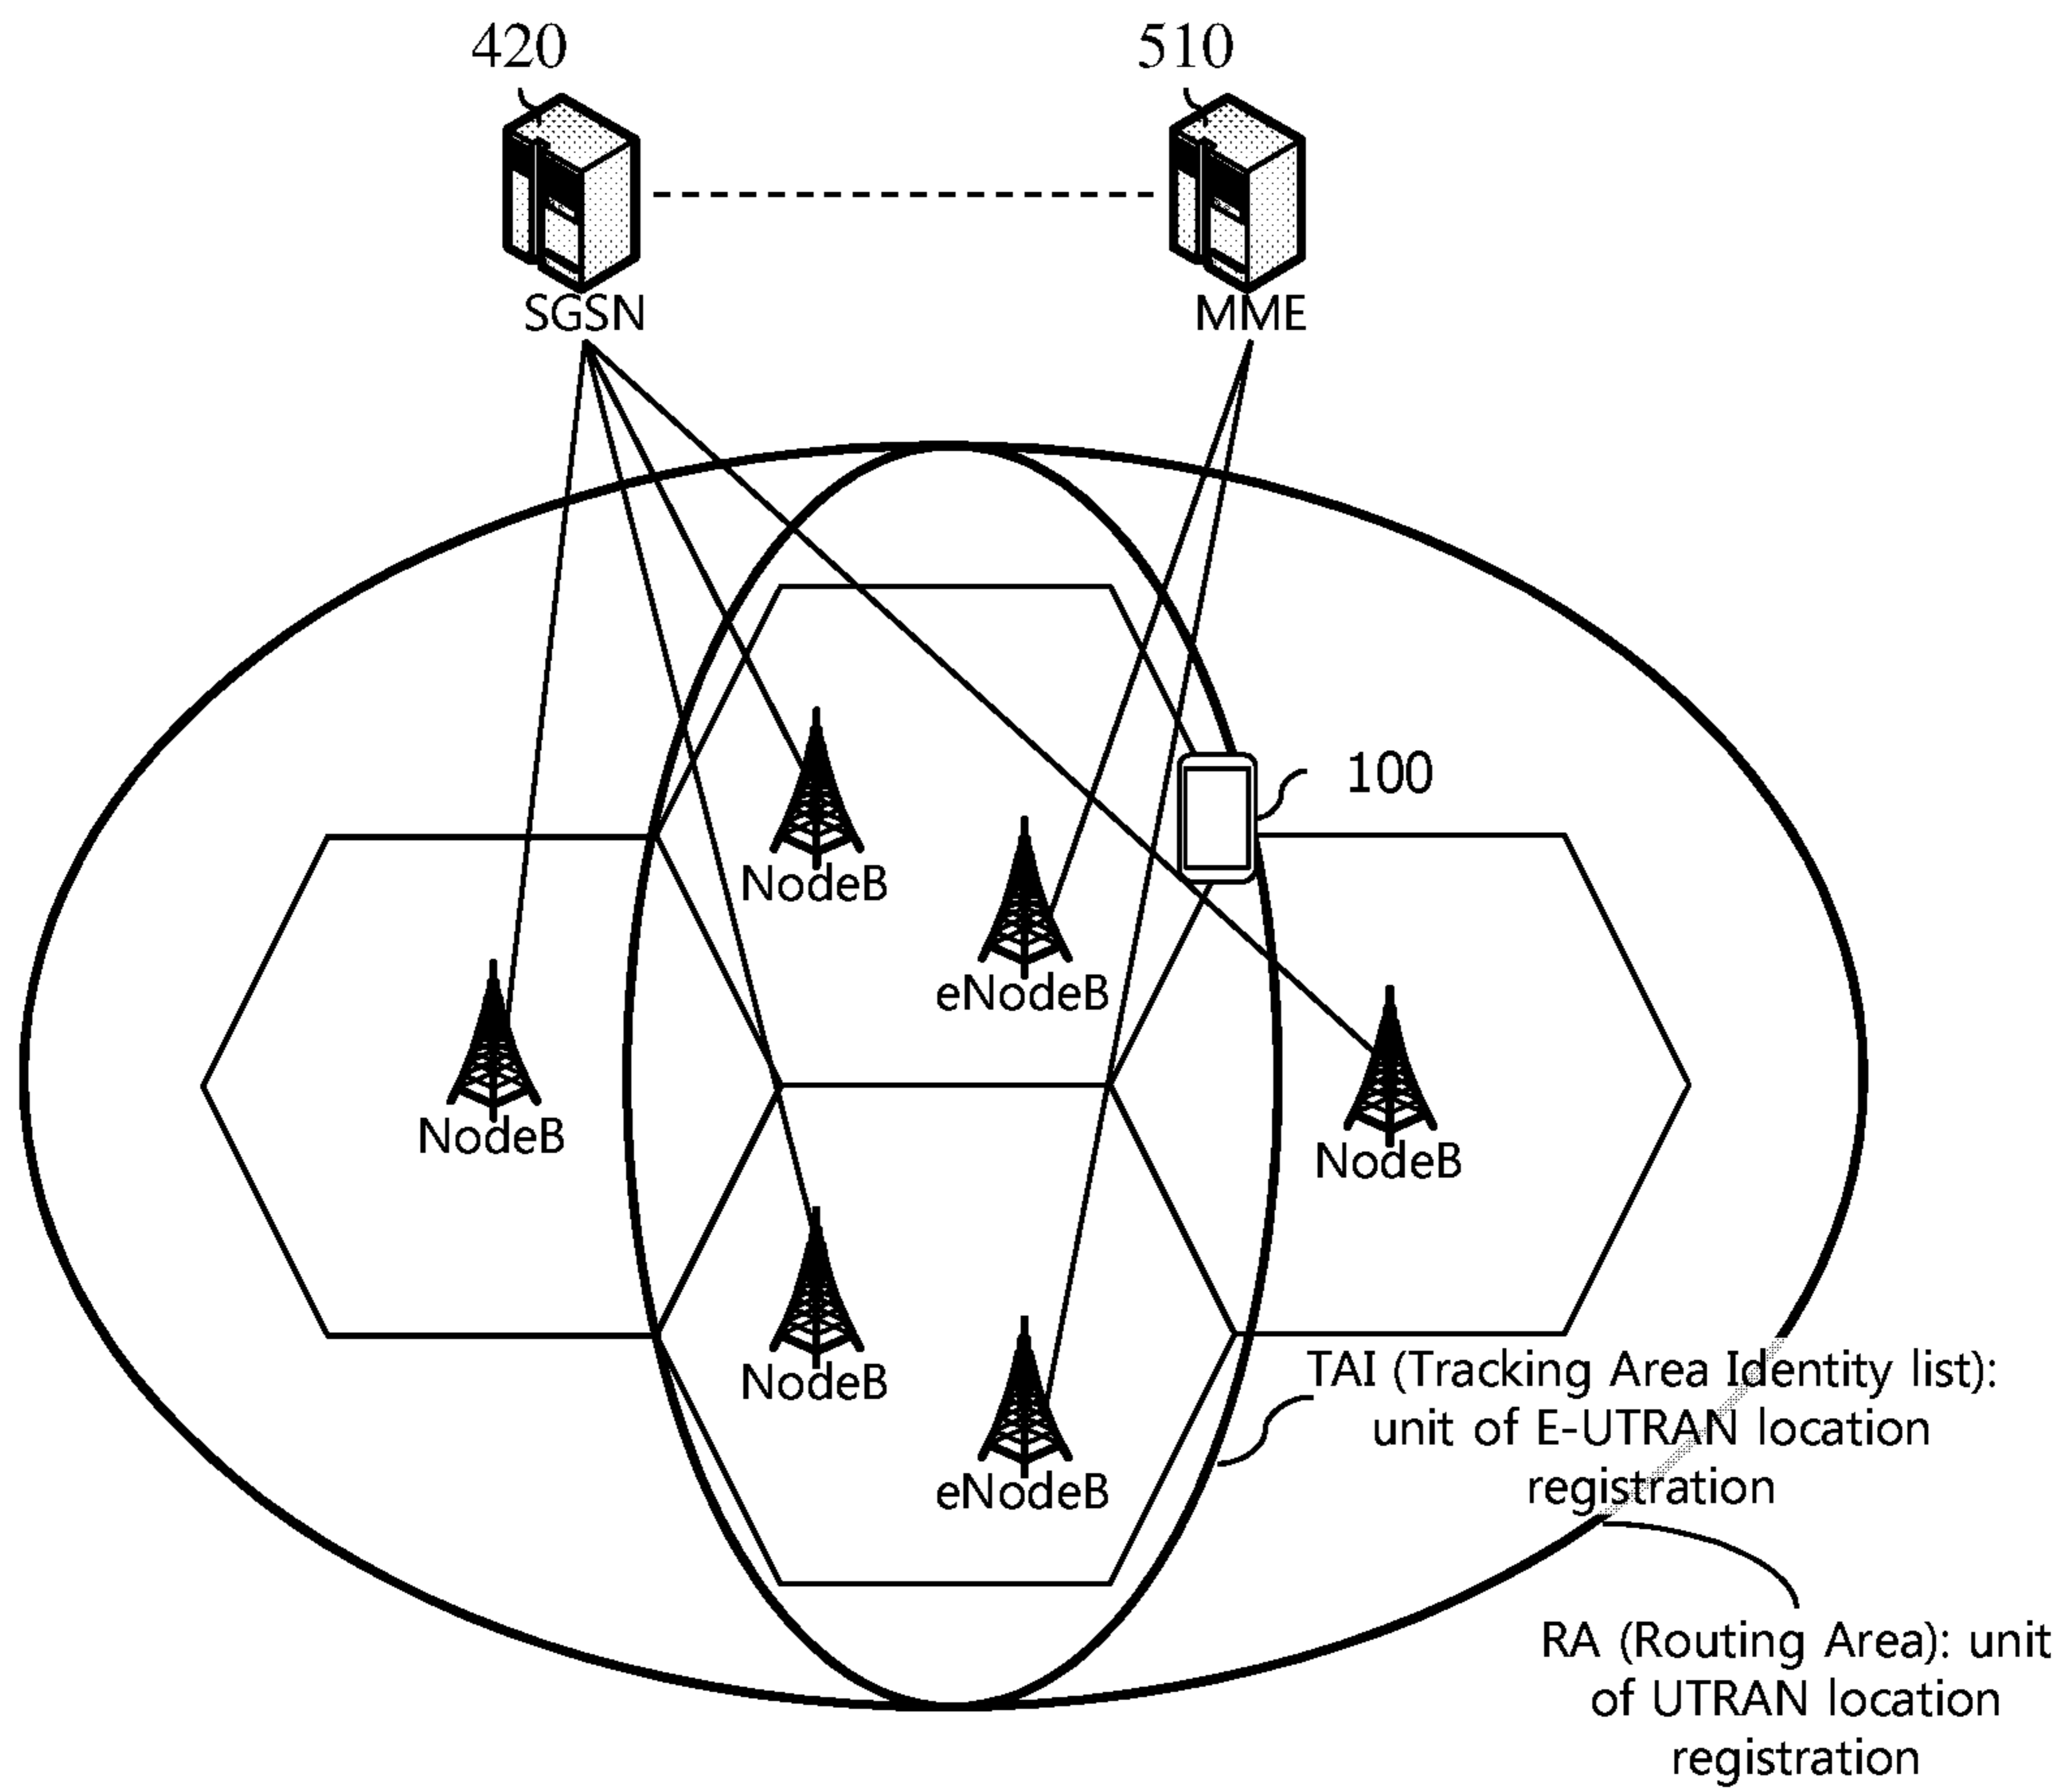 420
510
SGSN
MME
100
NodeB
eNodeB
NodeB
NodeB
NodeB
eNodeB
TAI (Tracking Area Identity list):
unit of E-UTRAN location
registration
RA (Routing Area): unit
of UTRAN location
registration